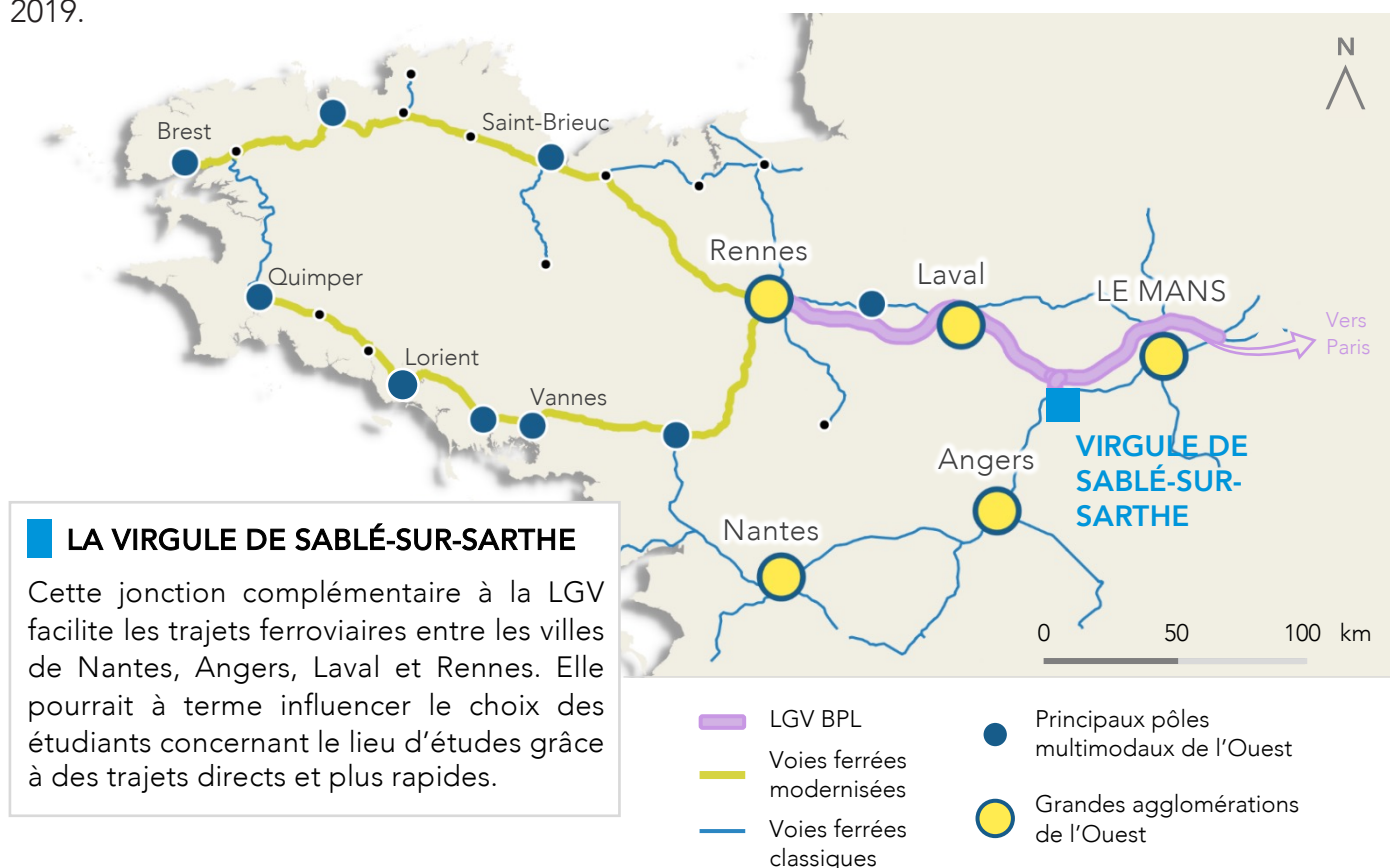 2019.
N
Brest
Saint-Brieuc
Rennes
Quimper
Laval
LE MANS
Vers
Paris
Lorient
Vannes
VIRGULE DE
SABLÉ-SUR-
SARTHE
Angers
Nantes
0 50 100 km
LA VIRGULE DE SABLÉ-SUR-SARTHE
Cette jonction complémentaire à la LGV
facilite les trajets ferroviaires entre les villes
de Nantes, Angers, Laval et Rennes. Elle
pourrait à terme influencer le choix des
étudiants concernant le lieu d’études grâce
à des trajets directs et plus rapides.
LGV BPL
Voies ferrées
modernisées
Voies ferrées
classiques
Principaux pôles
multimodaux de l’Ouest
Grandes agglomérations
de l’Ouest